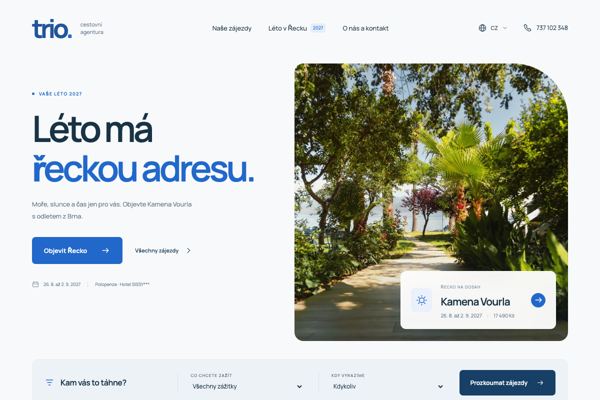 trio.
cestovní
agentura
Naše zájezdy
Léto v Řecku
2027
O nás a kontakt
CZ
737 102 348
VAŠE LÉTO 2027
Léto má
řeckou adresu.
Moře, slunce a čas jen pro vás. Objevte Kamena Vourla
s odletem z Brna.
Objevit Řecko
Všechny zájezdy
26. 8. až 2. 9. 2027
Polopenze · Hotel SISSY***
ŘECKO NA DOSAH
Kamena Vourla
26. 8. až 2. 9. 2027
17 490 Kč
Kam vás to táhne?
CO CHCETE ZAŽÍT
Všechny zážitky
KDY VYRAZÍME
Kdykoliv
Prozkoumat zájezdy